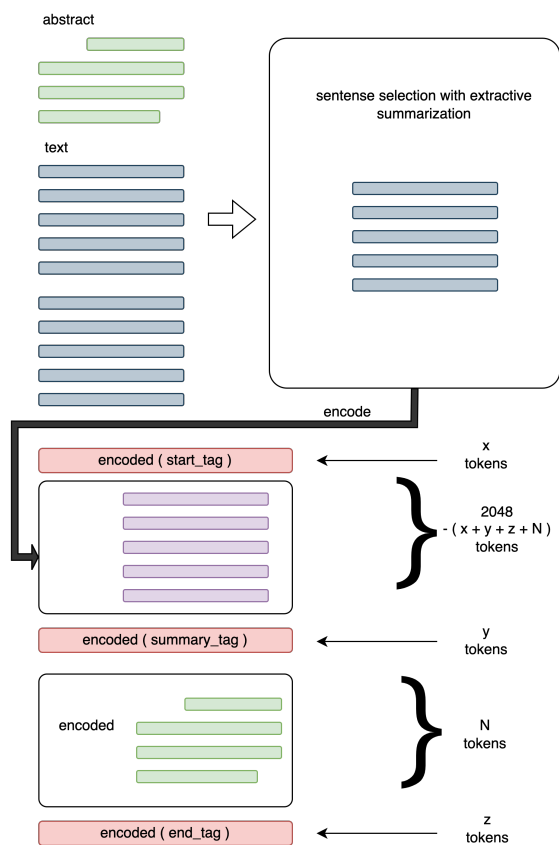 abstract
text
sentense selection with extractive
summarization
encode
encoded ( start_tag )
x
tokens
2048
- ( x + y + z + N )
tokens
encoded ( summary_tag )
y
tokens
encoded
N
tokens
encoded ( end_tag )
z
tokens